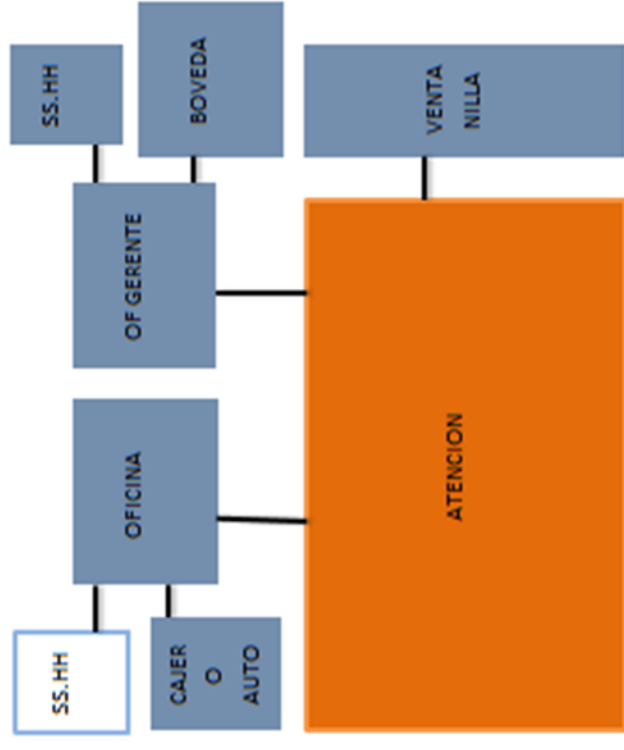 SS.HH
BOVEDA
VENTA
NILLA
OF GERENTE
OFICINA
ATENCION
SS.HH
CAJER
O
AUTO